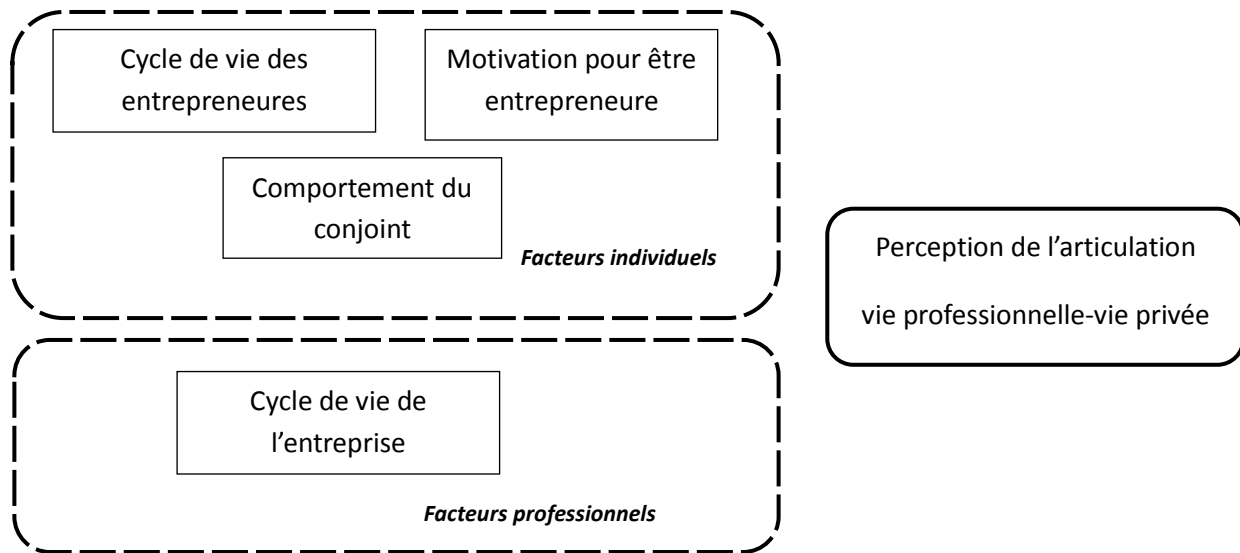 Cycle de vie des
entrepreneures
Motivation pour être
entrepreneure
Comportement du
conjoint
Facteurs individuels
Perception de l’articulation
vie professionnelle-vie privée
Cycle de vie de
l’entreprise
Facteurs professionnels